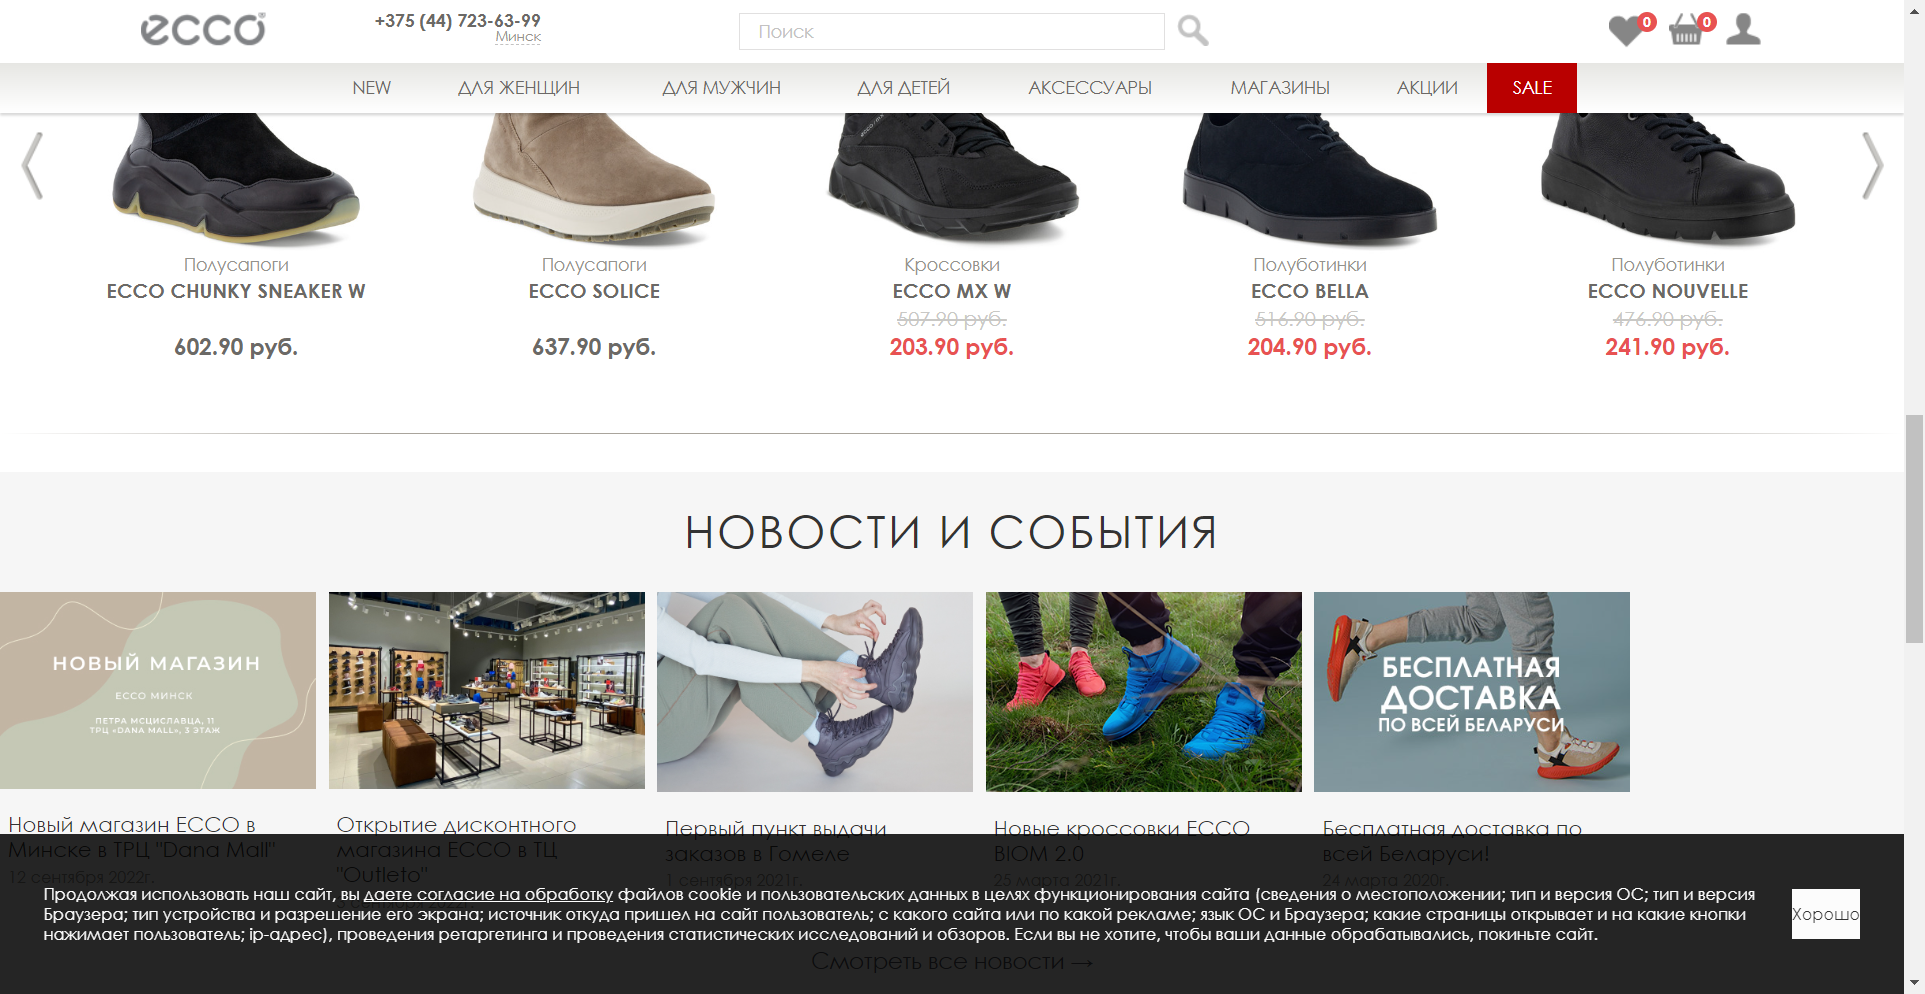 ecco
+375 (44) 723-63-99
Минск
Поиск
0
0
NEW
ДЛЯ ЖЕНЩИН
ДЛЯ МУЖЧИН
ДЛЯ ДЕТЕЙ
АКСЕССУАРЫ
МАГАЗИНЫ
АКЦИИ
SALE
Полусапоги
ECCO CHUNKY SNEAKER W
602.90 руб.
Полусапоги
ECCO SOLICE
637.90 руб.
Кроссовки
ECCO MX W
507.90 руб.
203.90 руб.
Полуботинки
ECCO BELLA
516.90 руб.
204.90 руб.
Полуботинки
ECCO NOUVELLE
476.90 руб.
241.90 руб.
НОВОСТИ И СОБЫТИЯ
НОВЫЙ МАГАЗИН
ECCO МИНСК
ПЕТРА МСЦИСЛАВЦА, 11
ТРЦ «DANA MALL», 3 ЭТАЖ
БЕСПЛАТНАЯ
ДОСТАВКА
ПО ВСЕЙ БЕЛАРУСИ
Новый магазин ECCO в
Минске в ТРЦ "Dana Mall"
12 сентября 2022г.
Открытие дисконтного
магазина ECCO в ТЦ
"Outleto"
Первый пункт выдачи
заказов в Гомеле
1 сентября 2021г.
Новые кроссовки ECCO
BIOM 2.0
25 марта 2021г.
Бесплатная доставка по
всей Беларуси!
24 марта 2020г.
Продолжая использовать наш сайт, вы даете согласие на обработку файлов cookie и пользовательских данных в целях функционирования сайта (сведения о местоположении; тип и версия ОС; тип и версия
Браузера; тип устройства и разрешение его экрана; источник откуда пришел на сайт пользователь; с какого сайта или по какой рекламе; язык ОС и Браузера; какие страницы открывает и на какие кнопки
нажимает пользователь; ip-адрес), проведения ретаргетинга и проведения статистических исследований и обзоров. Если вы не хотите, чтобы ваши данные обрабатывались, покиньте сайт.
Хорошо
Смотреть все новости →